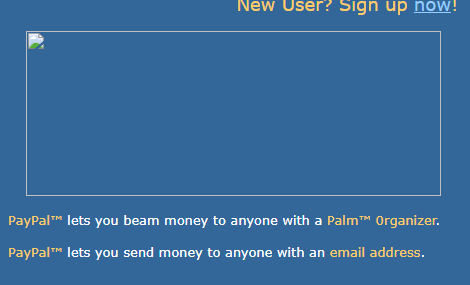 New User? Sign up now!
PayPal™ lets you beam money to anyone with a Palm™ 0rganizer.
PayPal™ lets you send money to anyone with an email address.